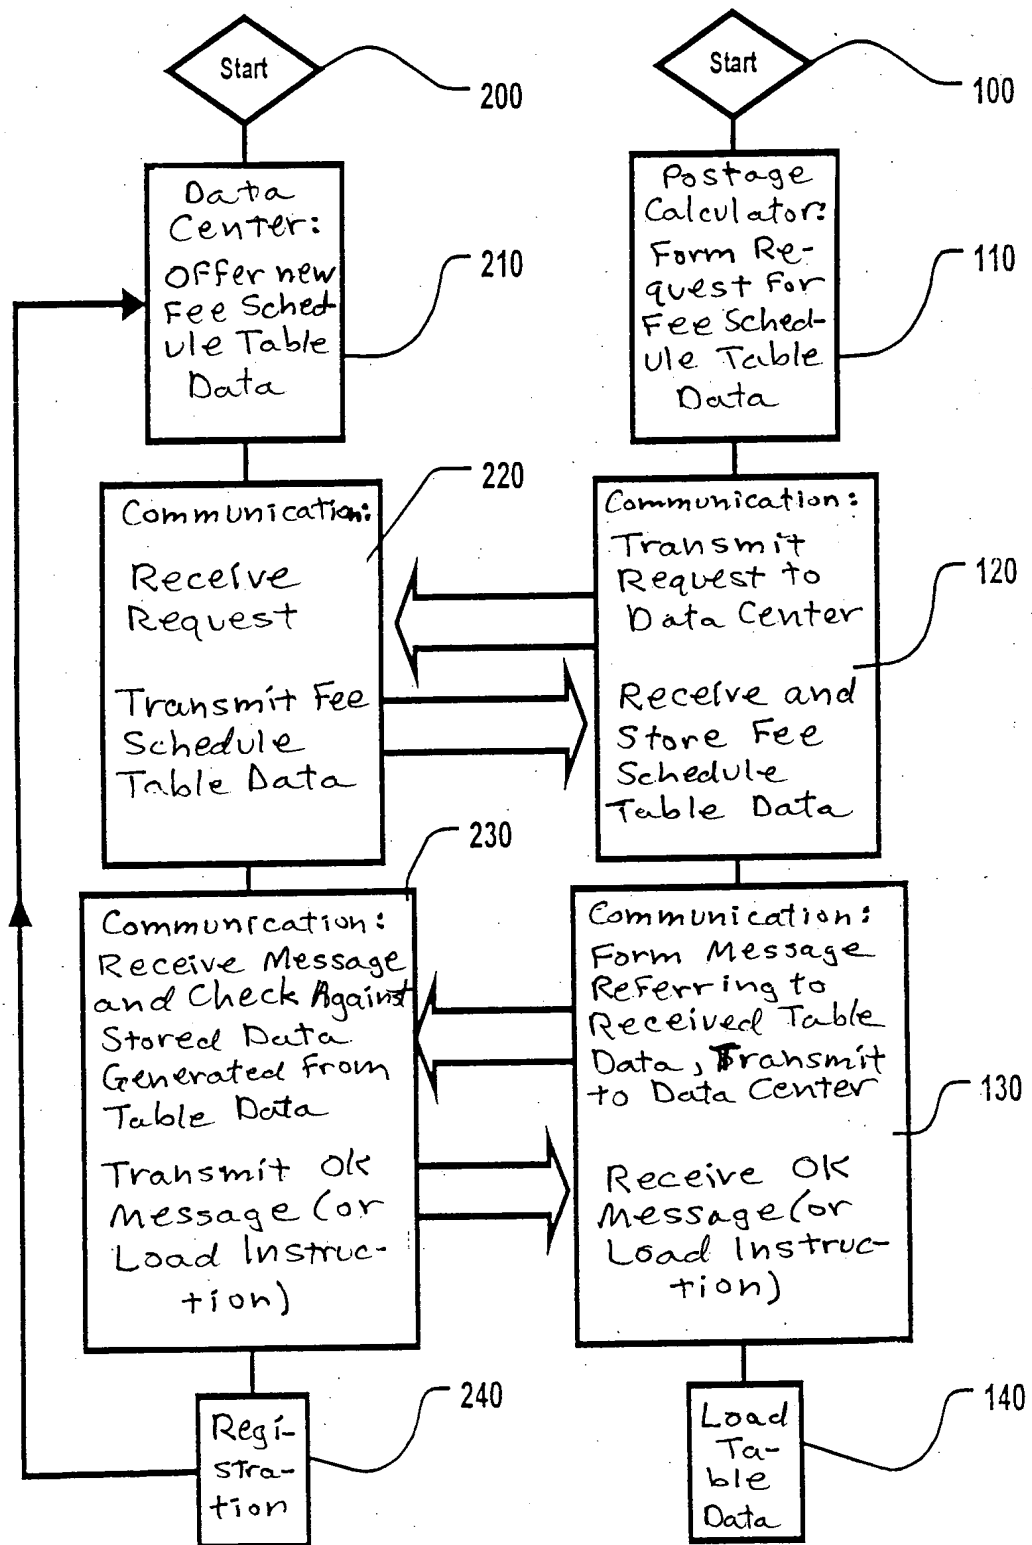 Start
200
Data
Center:
Offer new
Fee Sched-
ule Table
Data
210
Communication:
Receive
Request
Transmit Fee
Schedule
Table Data
220
Communication:
Receive Message
and Check Against
Stored Data
Generated From
Table Data
Transmit OK
Message (or
Load Instruc-
tion)
230
Regi-
stra-
tion
240
Start
100
Postage
Calculator:
Form Re-
quest for
Fee Sched-
ule Table
Data
110
Communication:
Transmit
Request to
Data Center
Receive and
Store Fee
Schedule
Table Data
120
Communication:
Form Message
Referring to
Received Table
Data, Transmit
to Data Center
Receive OK
Message (or
Load Instruc-
tion)
130
Load
Ta-
ble
Data
140